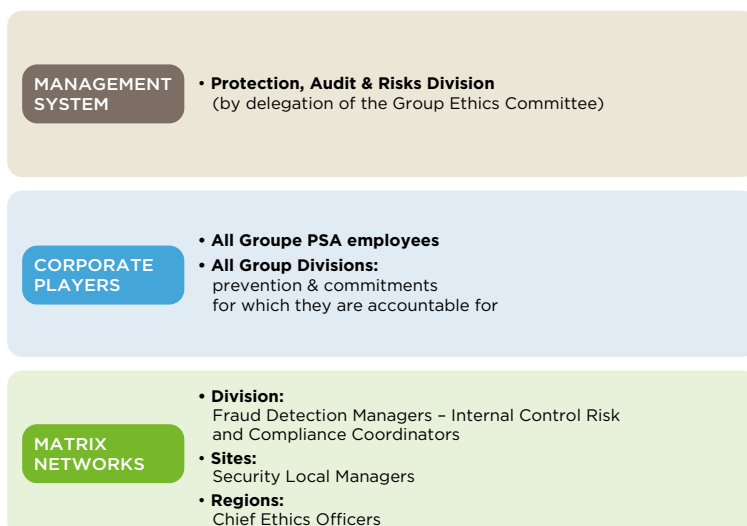 MANAGEMENT
SYSTEM
• Protection, Audit & Risks Division
(by delegation of the Group Ethics Committee)
CORPORATE
PLAYERS
• All Groupe PSA employees
• All Group Divisions:
prevention & commitments
for which they are accountable for
MATRIX
NETWORKS
• Division:
Fraud Detection Managers – Internal Control Risk
and Compliance Coordinators
• Sites:
Security Local Managers
• Regions:
Chief Ethics Officers